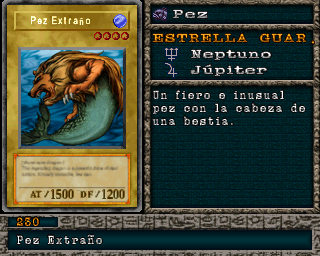 Pez Extraño
AT/1500 DF/1200
Pez
ESTRELLA GUAR.
Neptuno
Júpiter
Un fiero e inusual
pez con la cabeza de
una bestia.
230
Pez Extraño